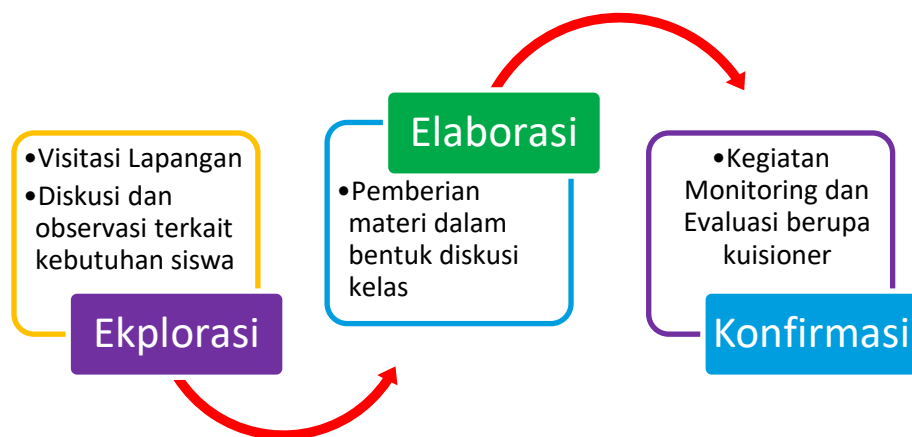 •Visitasi Lapangan
•Diskusi dan
observasi terkait
kebutuhan siswa
Ekplorasi
Elaborasi
•Pemberian
materi dalam
bentuk diskusi
kelas
•Kegiatan
Monitoring dan
Evaluasi berupa
kuisioner
Konfirmasi